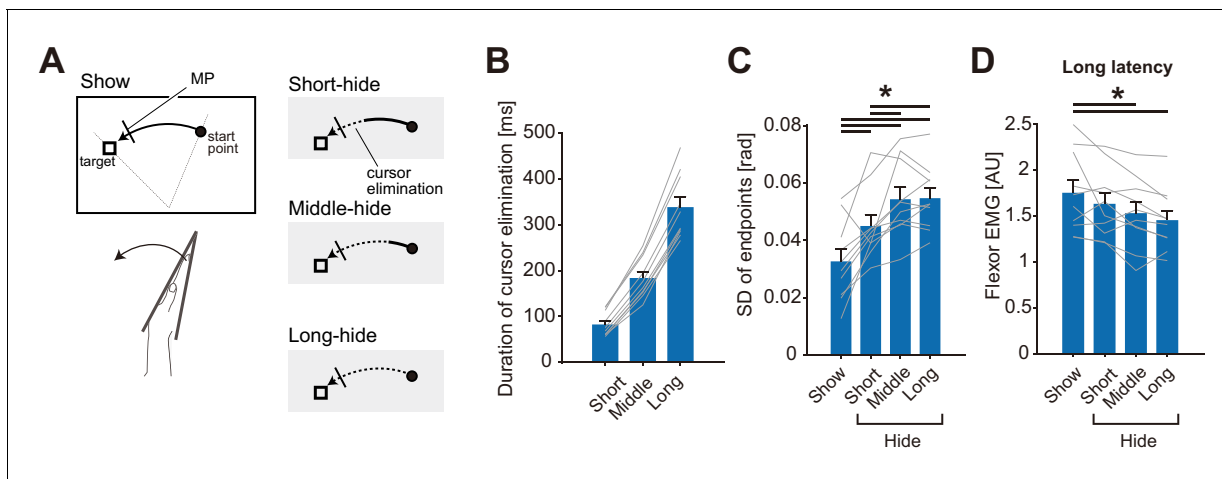 A
Show
MP
start
point
target
Short-hide
cursor
elimination
Middle-hide
Long-hide
B
Duration of cursor elimination [ms]
500
400
300
200
100
0
Short
Middle
Long
C
*
SD of endpoints [rad]
0.08
0.06
0.04
0.02
0
Show
Short
Middle
Long
Hide
D
Long latency
*
Flexor EMG [AU]
2.5
2
1.5
1
0.5
0
Show
Short
Middle
Long
Hide